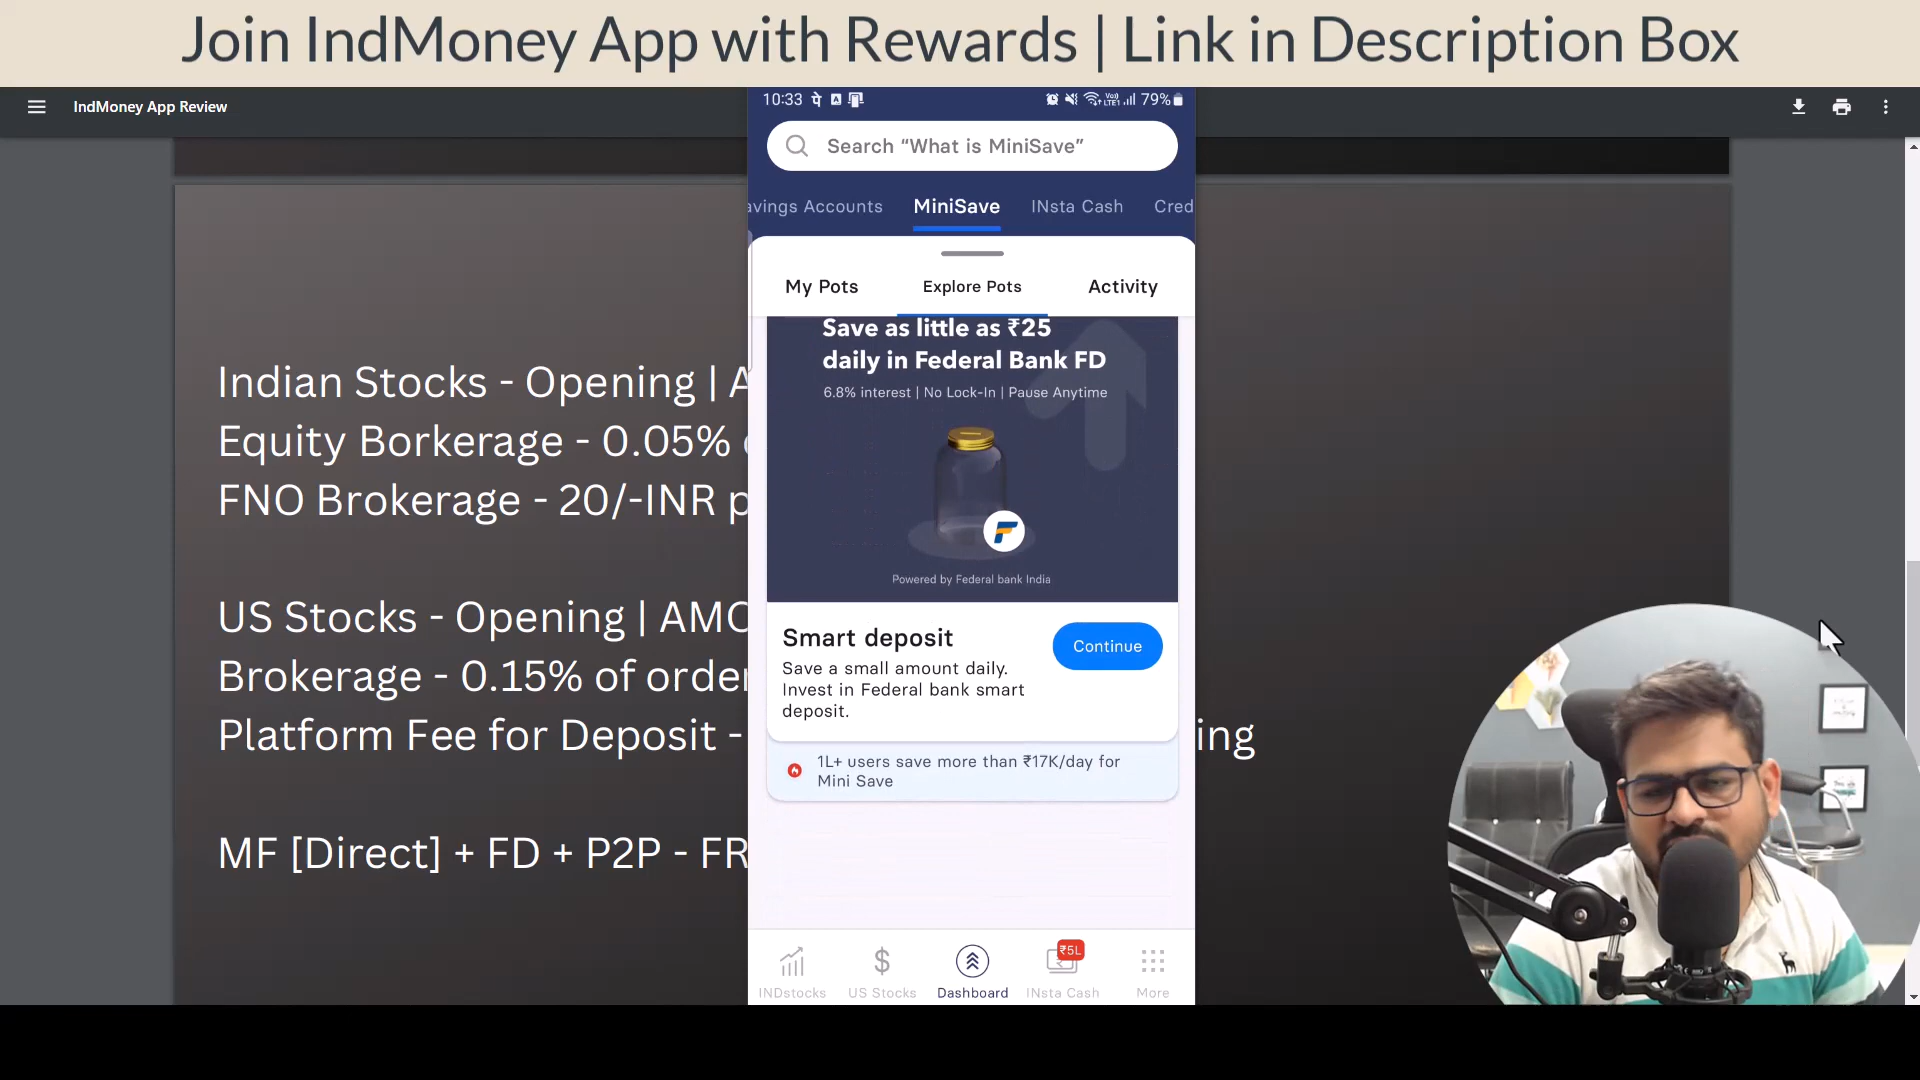 Join IndMoney App with Rewards | Link in Description Box
IndMoney App Review
10:33
79%
Search “What is MiniSave”
avings Accounts
MiniSave
INsta Cash
Cred
My Pots
Explore Pots
Activity
Save as little as ₹25
daily in Federal Bank FD
6.8% interest | No Lock-In | Pause Anytime
Powered by Federal bank India
Smart deposit
Continue
Save a small amount daily.
Invest in Federal bank smart
deposit.
1L+ users save more than ₹17K/day for
Mini Save
₹5L
INDstocks
US Stocks
Dashboard
INsta Cash
More
Indian Stocks - Opening | A
Equity Borkerage - 0.05%
FNO Brokerage - 20/-INR p
US Stocks - Opening | AMC
Brokerage - 0.15% of order
Platform Fee for Deposit -
ing
MF [Direct] + FD + P2P - FR